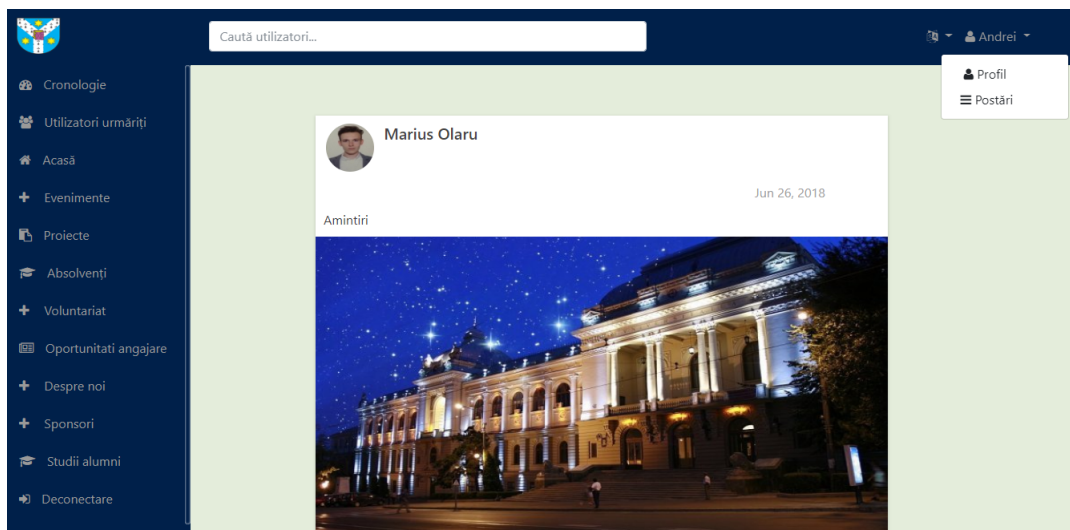 Caută utilizatori...
Andrei
Profil
Postări
Cronologie
Utilizatori urmăriți
Acasă
Evenimente
Proiecte
Absolvenți
Voluntariat
Oportunitati angajare
Despre noi
Sponsori
Studii alumni
Deconectare
Marius Olaru
Jun 26, 2018
Amintiri